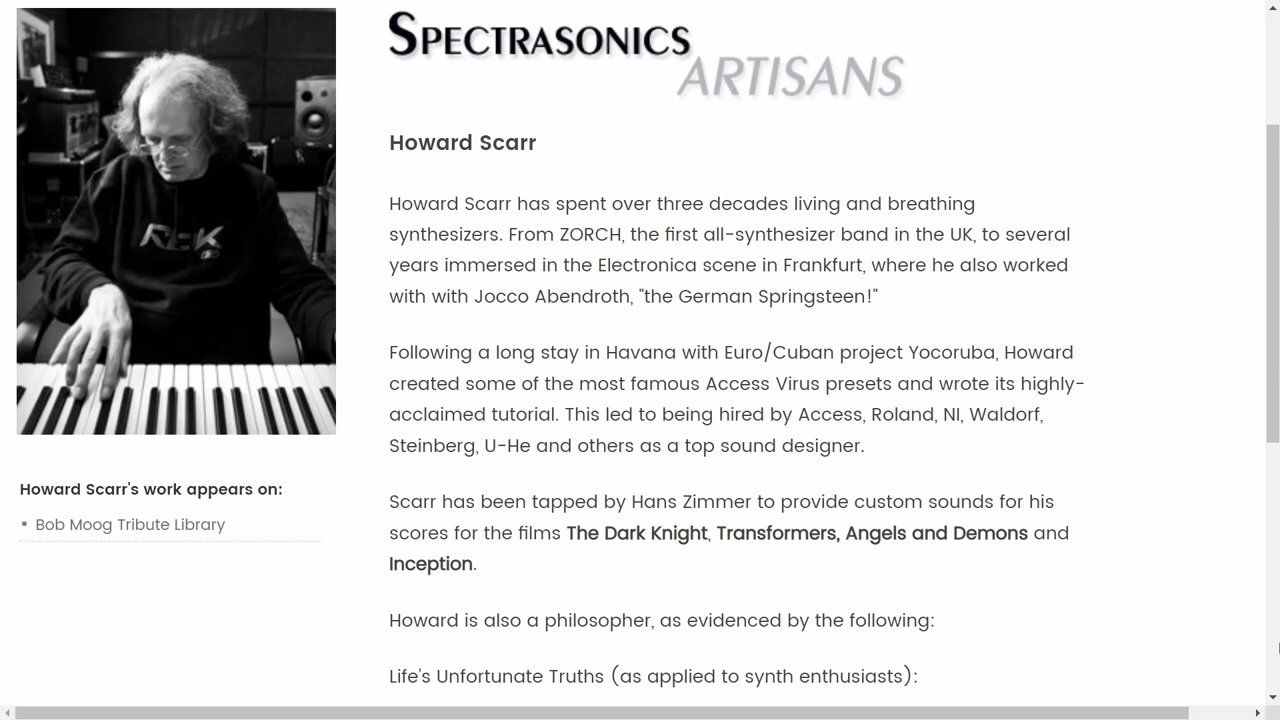 SPECTRASONICS
ARTISANS
Howard Scarr
Howard Scarr has spent over three decades living and breathing
synthesizers. From ZORCH, the first all-synthesizer band in the UK, to several
years immersed in the Electronica scene in Frankfurt, where he also worked
with with Jocco Abendroth, "the German Springsteen!"
Following a long stay in Havana with Euro/Cuban project Yocoruba, Howard
created some of the most famous Access Virus presets and wrote its highly-
acclaimed tutorial. This led to being hired by Access, Roland, NI, Waldorf,
Steinberg, U-He and others as a top sound designer.
Scarr has been tapped by Hans Zimmer to provide custom sounds for his
scores for the films The Dark Knight, Transformers, Angels and Demons and
Inception.
Howard is also a philosopher, as evidenced by the following:
Life's Unfortunate Truths (as applied to synth enthusiasts):
Howard Scarr's work appears on:
Bob Moog Tribute Library